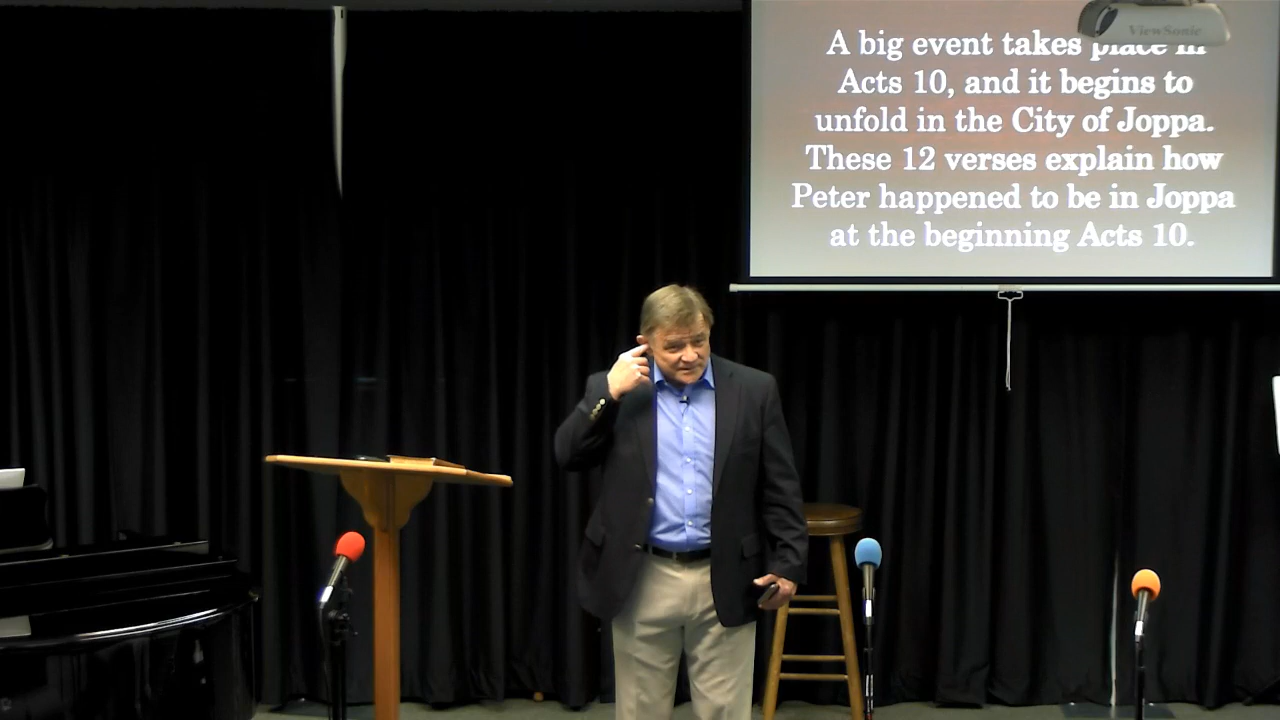 ViewSonic
A big event takes place in
Acts 10, and it begins to
unfold in the City of Joppa.
These 12 verses explain how
Peter happened to be in Joppa
at the beginning Acts 10.